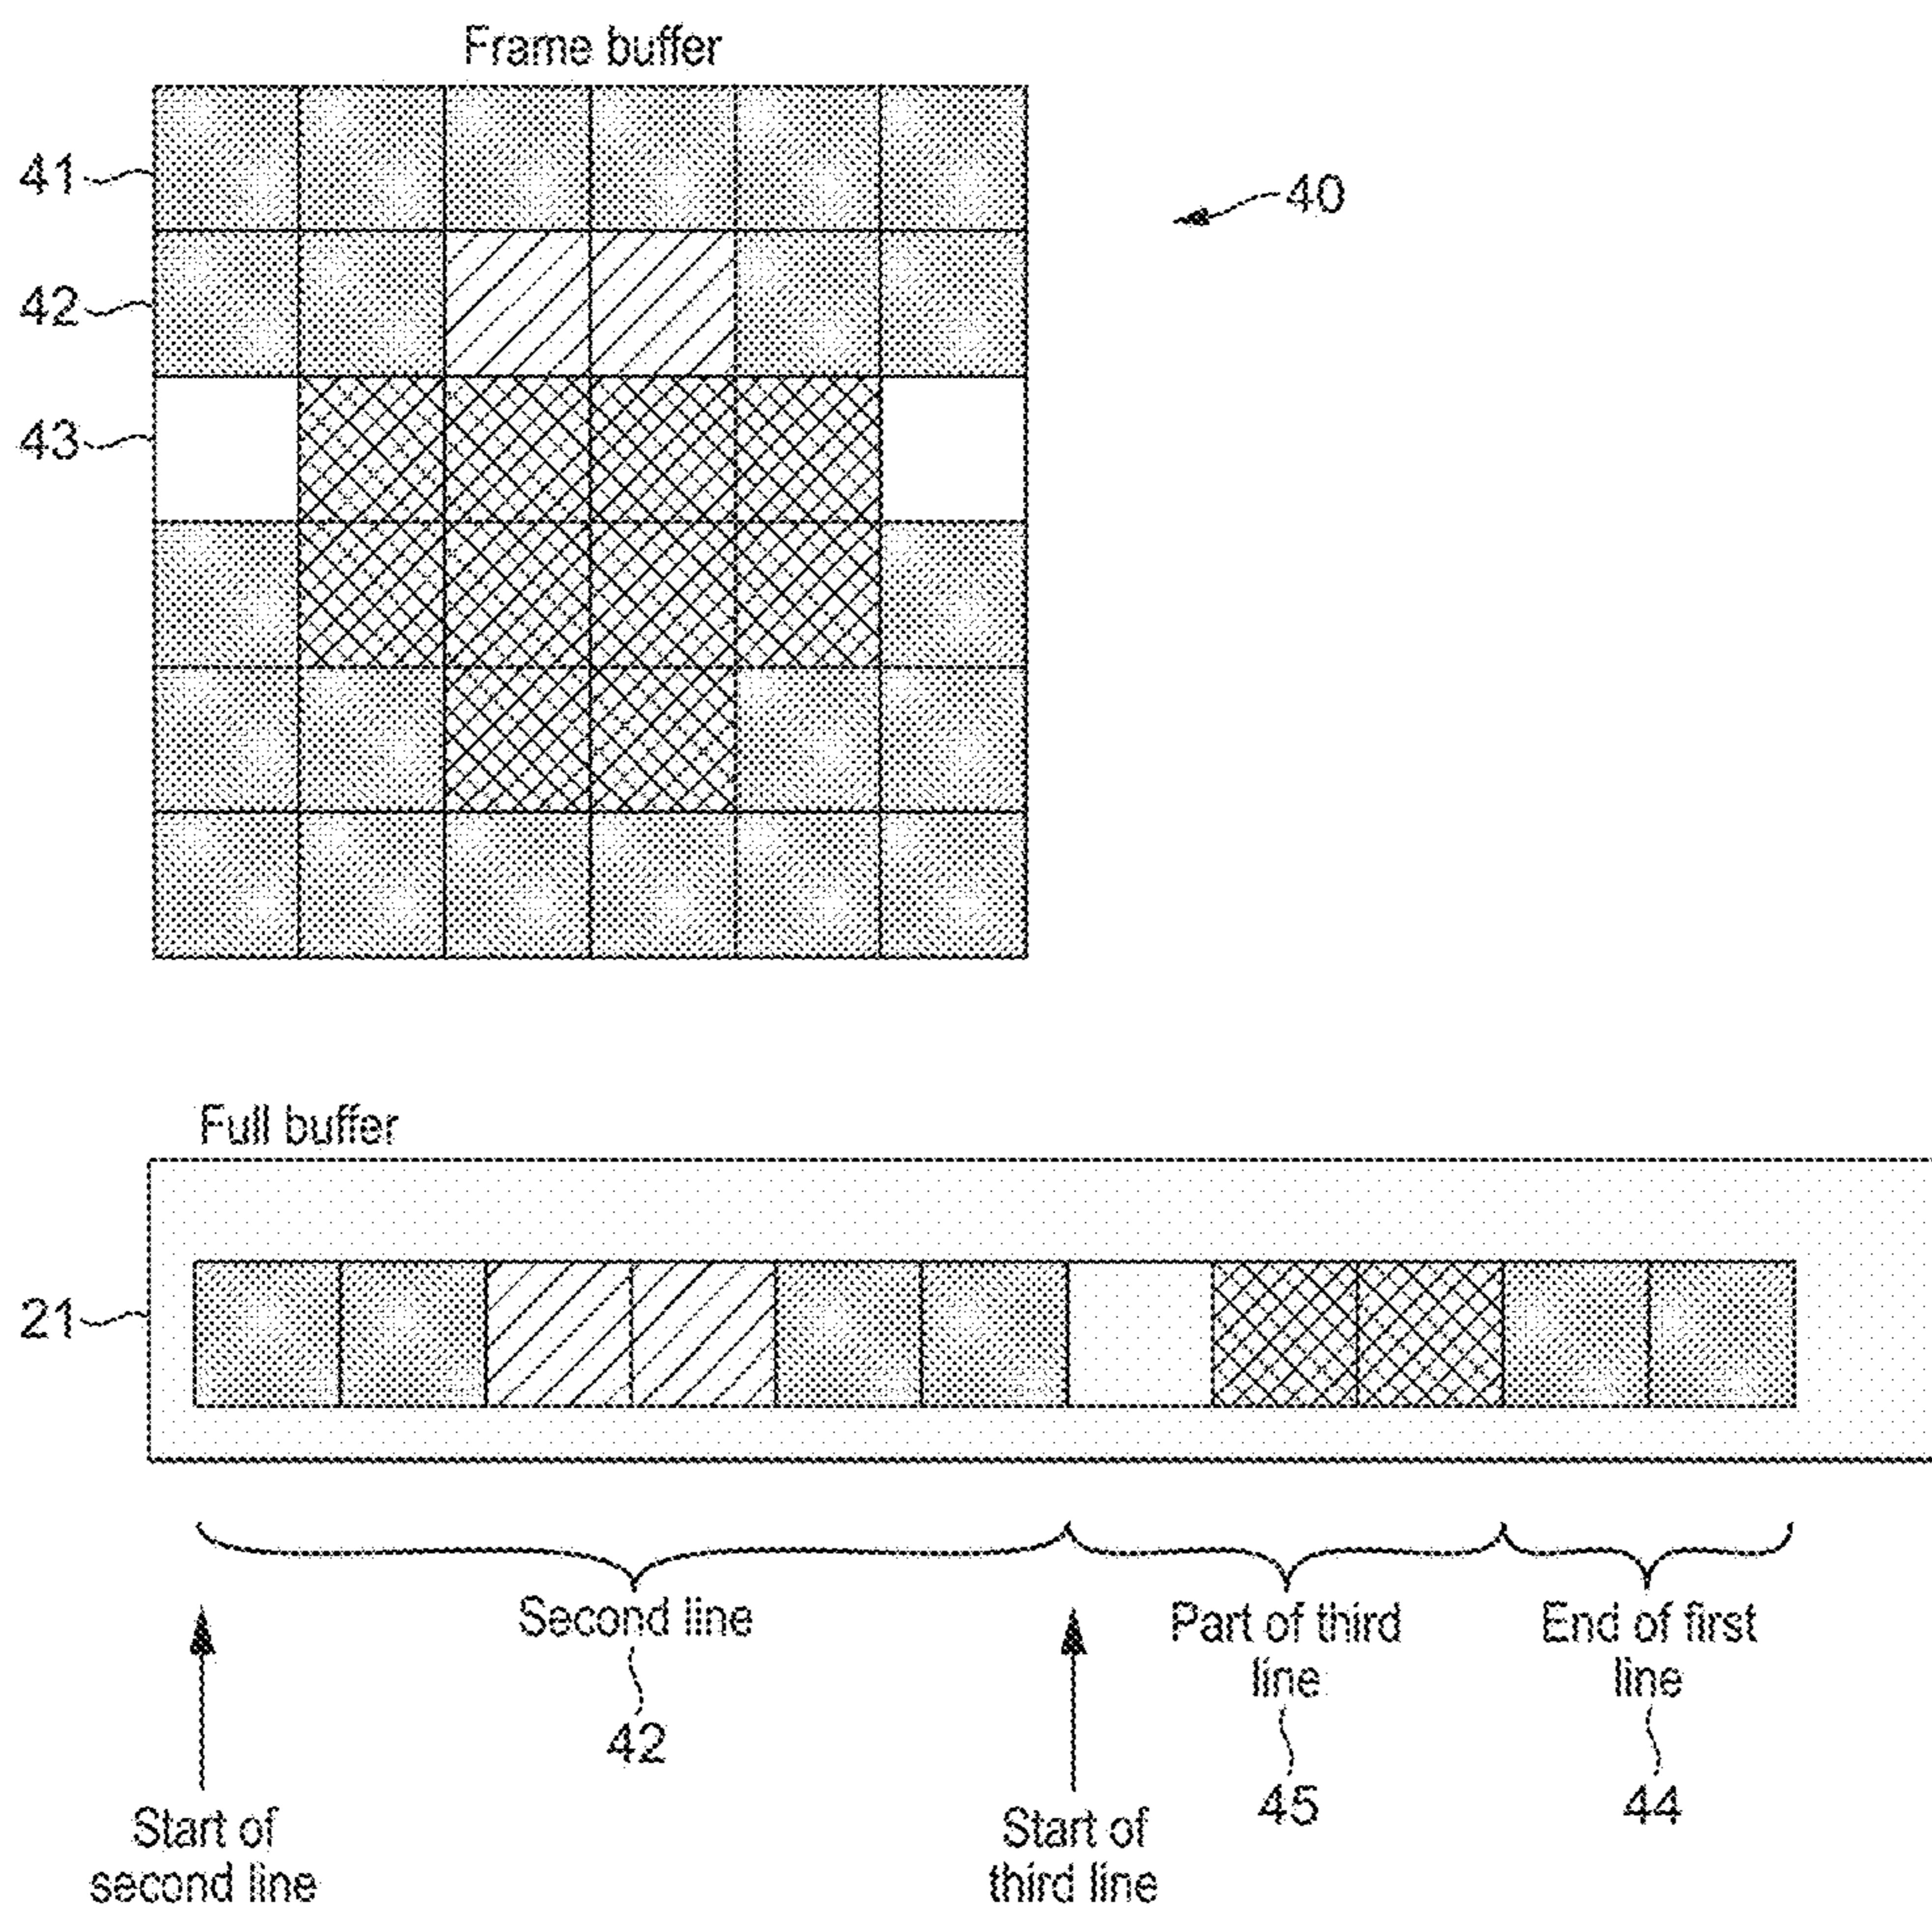 Frame buffer
41
40
42
43
Full buffer
21
Second line
Part of third
line
End of first
line
42
45
44
Start of
second line
Start of
third line